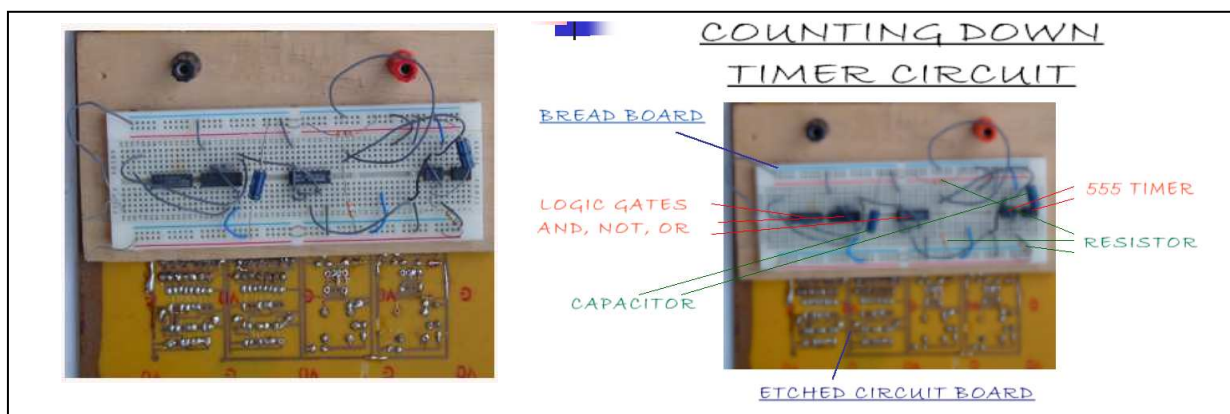 COUNTING DOWN
TIMER CIRCUIT
BREAD BOARD
LOGIC GATES
AND, NOT, OR
555 TIMER
RESISTOR
CAPACITOR
ETCHED CIRCUIT BOARD